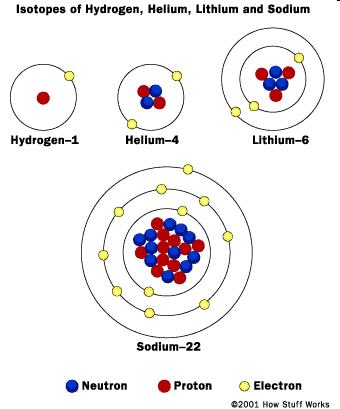 Isotopes of Hydrogen, Helium, Lithium and Sodium
Hydrogen–1
Helium–4
Lithium–6
Sodium–22
Neutron
Proton
Electron
©2001 How Stuff Works